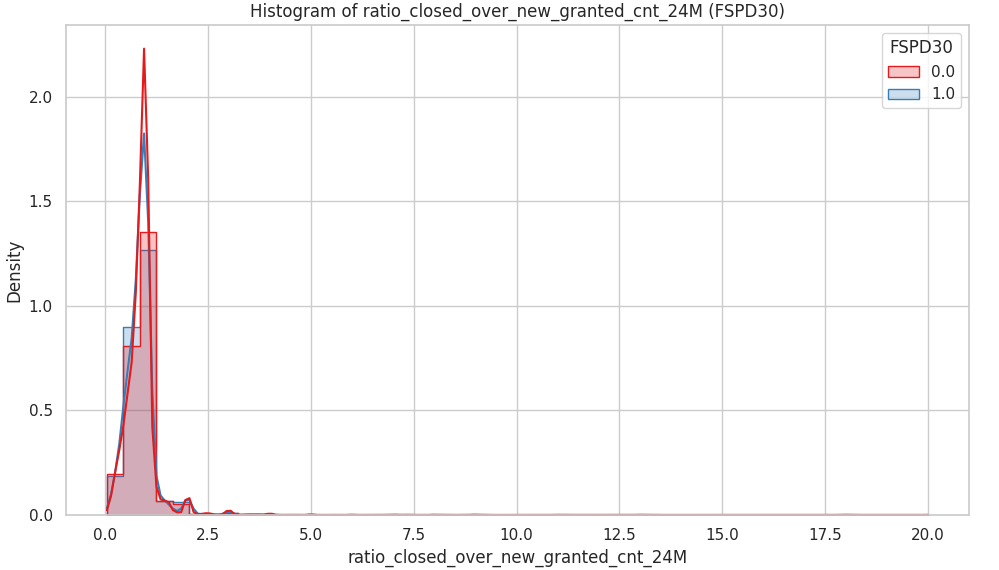 Histogram of ratio_closed_over_new_granted_cnt_24M (FSPD30)
FSPD30
0.0
1.0
2.0
1.5
1.0
0.5
0.0
Density
0.0 2.5 5.0 7.5 10.0 12.5 15.0 17.5 20.0
ratio_closed_over_new_granted_cnt_24M